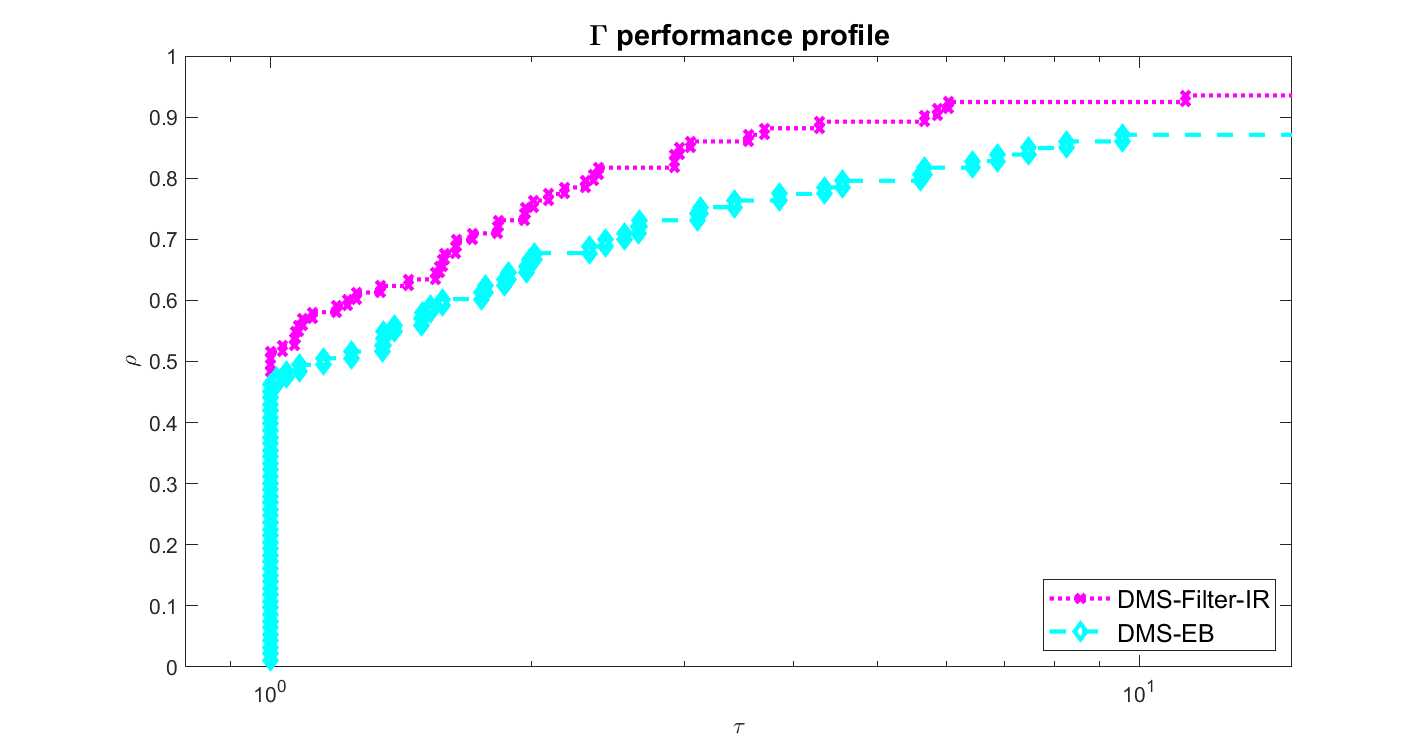 Γ performance profile
1
0.9
0.8
0.7
0.6
0.5
0.4
0.3
0.2
0.1
0
ρ
10⁰
10¹
τ
DMS-Filter-IR
DMS-EB